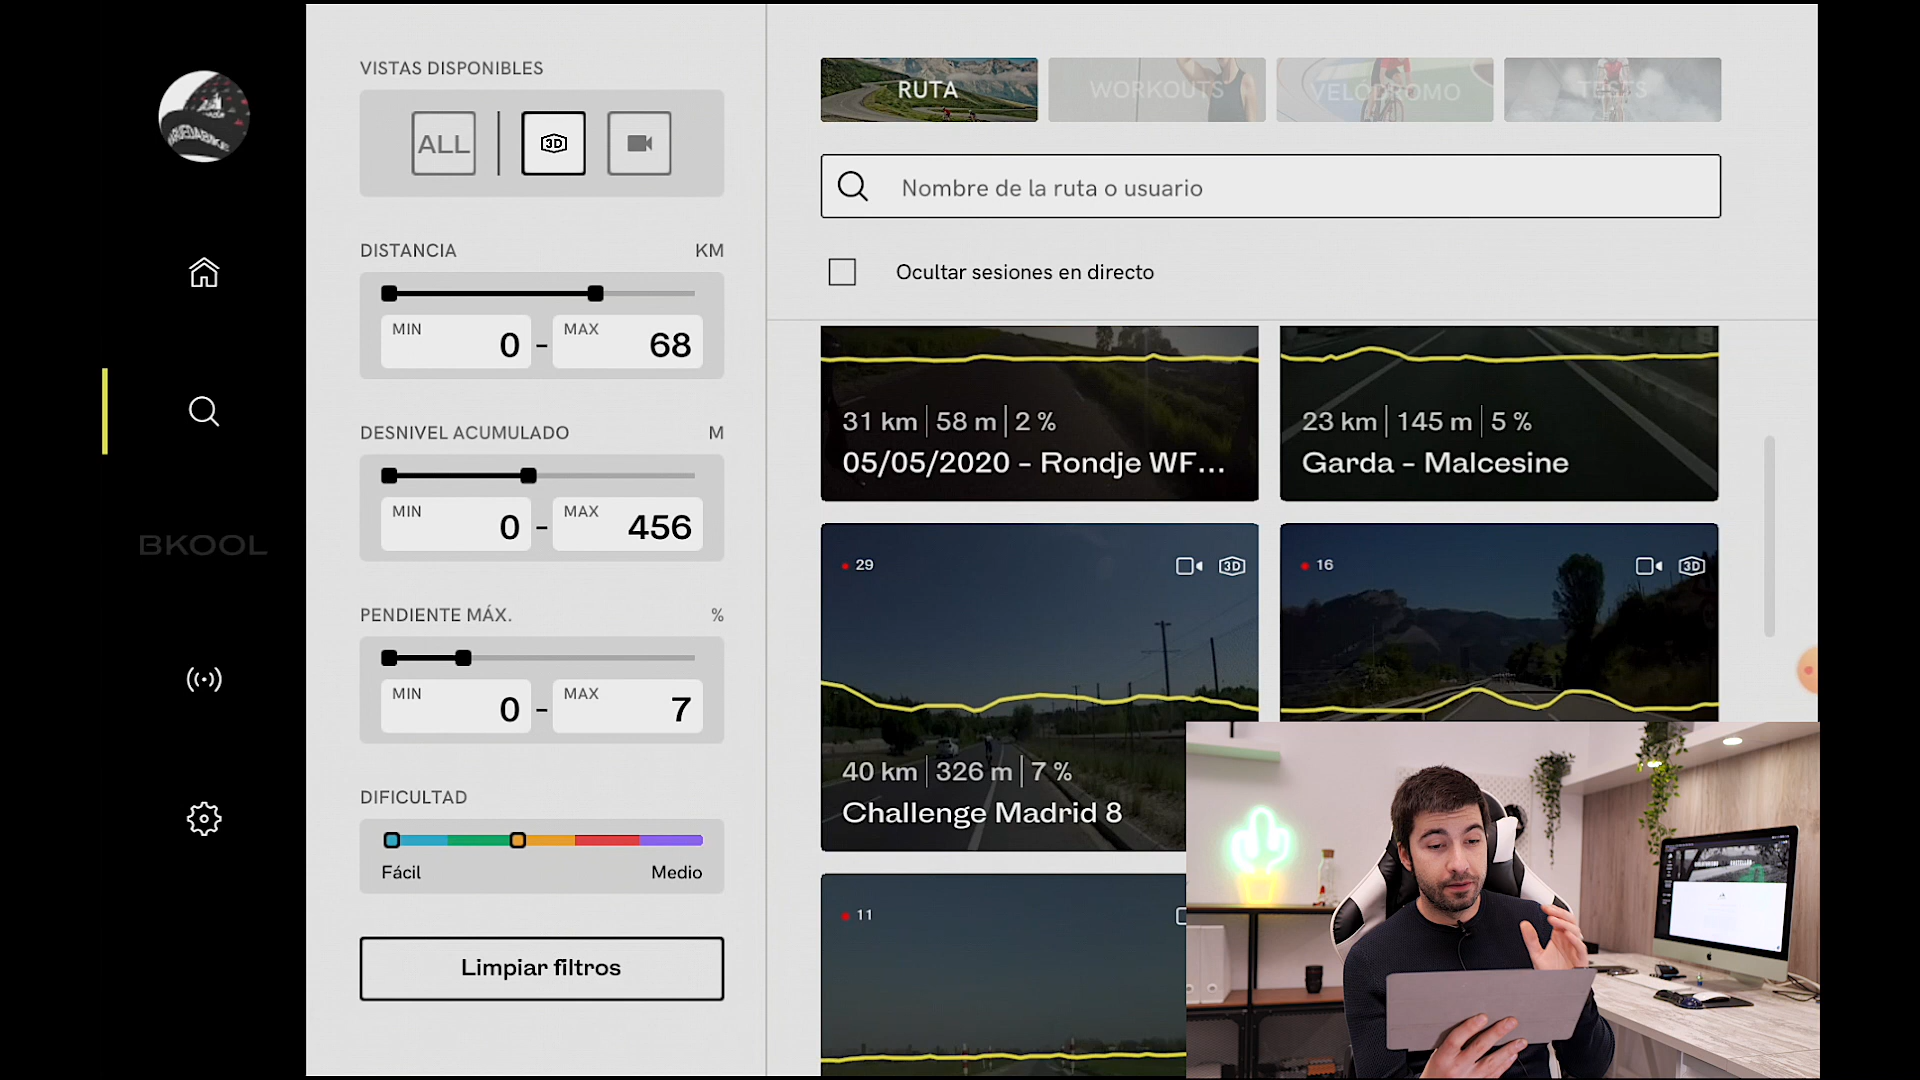 VISTAS DISPONIBLES
ALL
3D
DISTANCIA KM
MIN 0 - MAX 68
DESNIVEL ACUMULADO M
MIN 0 - MAX 456
PENDIENTE MÁX. %
MIN 0 - MAX 7
DIFICULTAD
Fácil Medio
Limpiar filtros
BKOOL
RUTA WORKOUTS VELÓDROMO TESTS
Nombre de la ruta o usuario
Ocultar sesiones en directo
31 km | 58 m | 2 %
05/05/2020 - Rondje WF...
23 km | 145 m | 5 %
Garda - Malcesine
29 3D
40 km | 326 m | 7 %
Challenge Madrid 8
16 3D
11